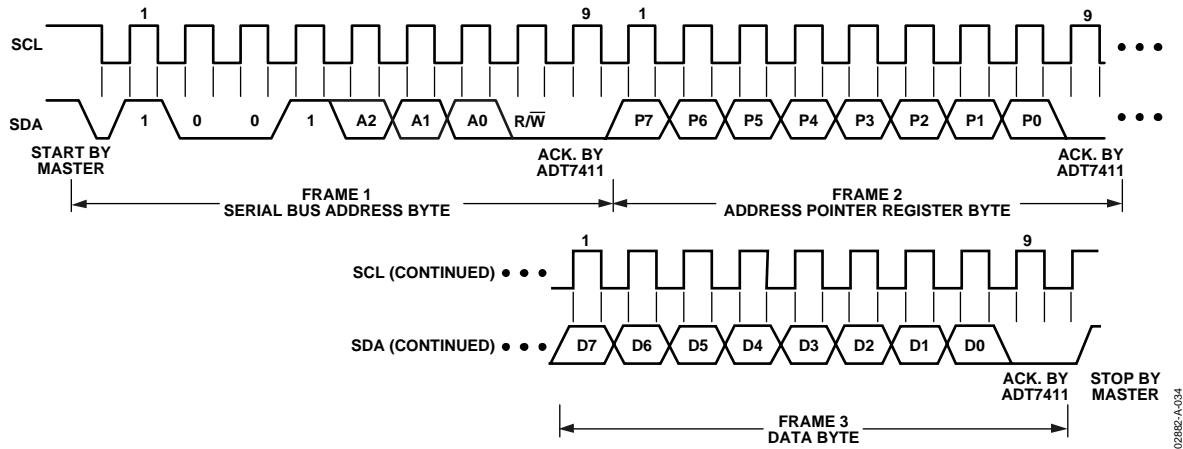 1 9 1 9
SCL
SDA 1 0 0 1 A2 A1 A0 R/W̅ P7 P6 P5 P4 P3 P2 P1 P0
START BY
MASTER
ACK. BY
ADT7411
ACK. BY
ADT7411
FRAME 1
SERIAL BUS ADDRESS BYTE
FRAME 2
ADDRESS POINTER REGISTER BYTE
1 9
SCL (CONTINUED)
SDA (CONTINUED) D7 D6 D5 D4 D3 D2 D1 D0
ACK. BY
ADT7411
STOP BY
MASTER
FRAME 3
DATA BYTE
02882-A-034